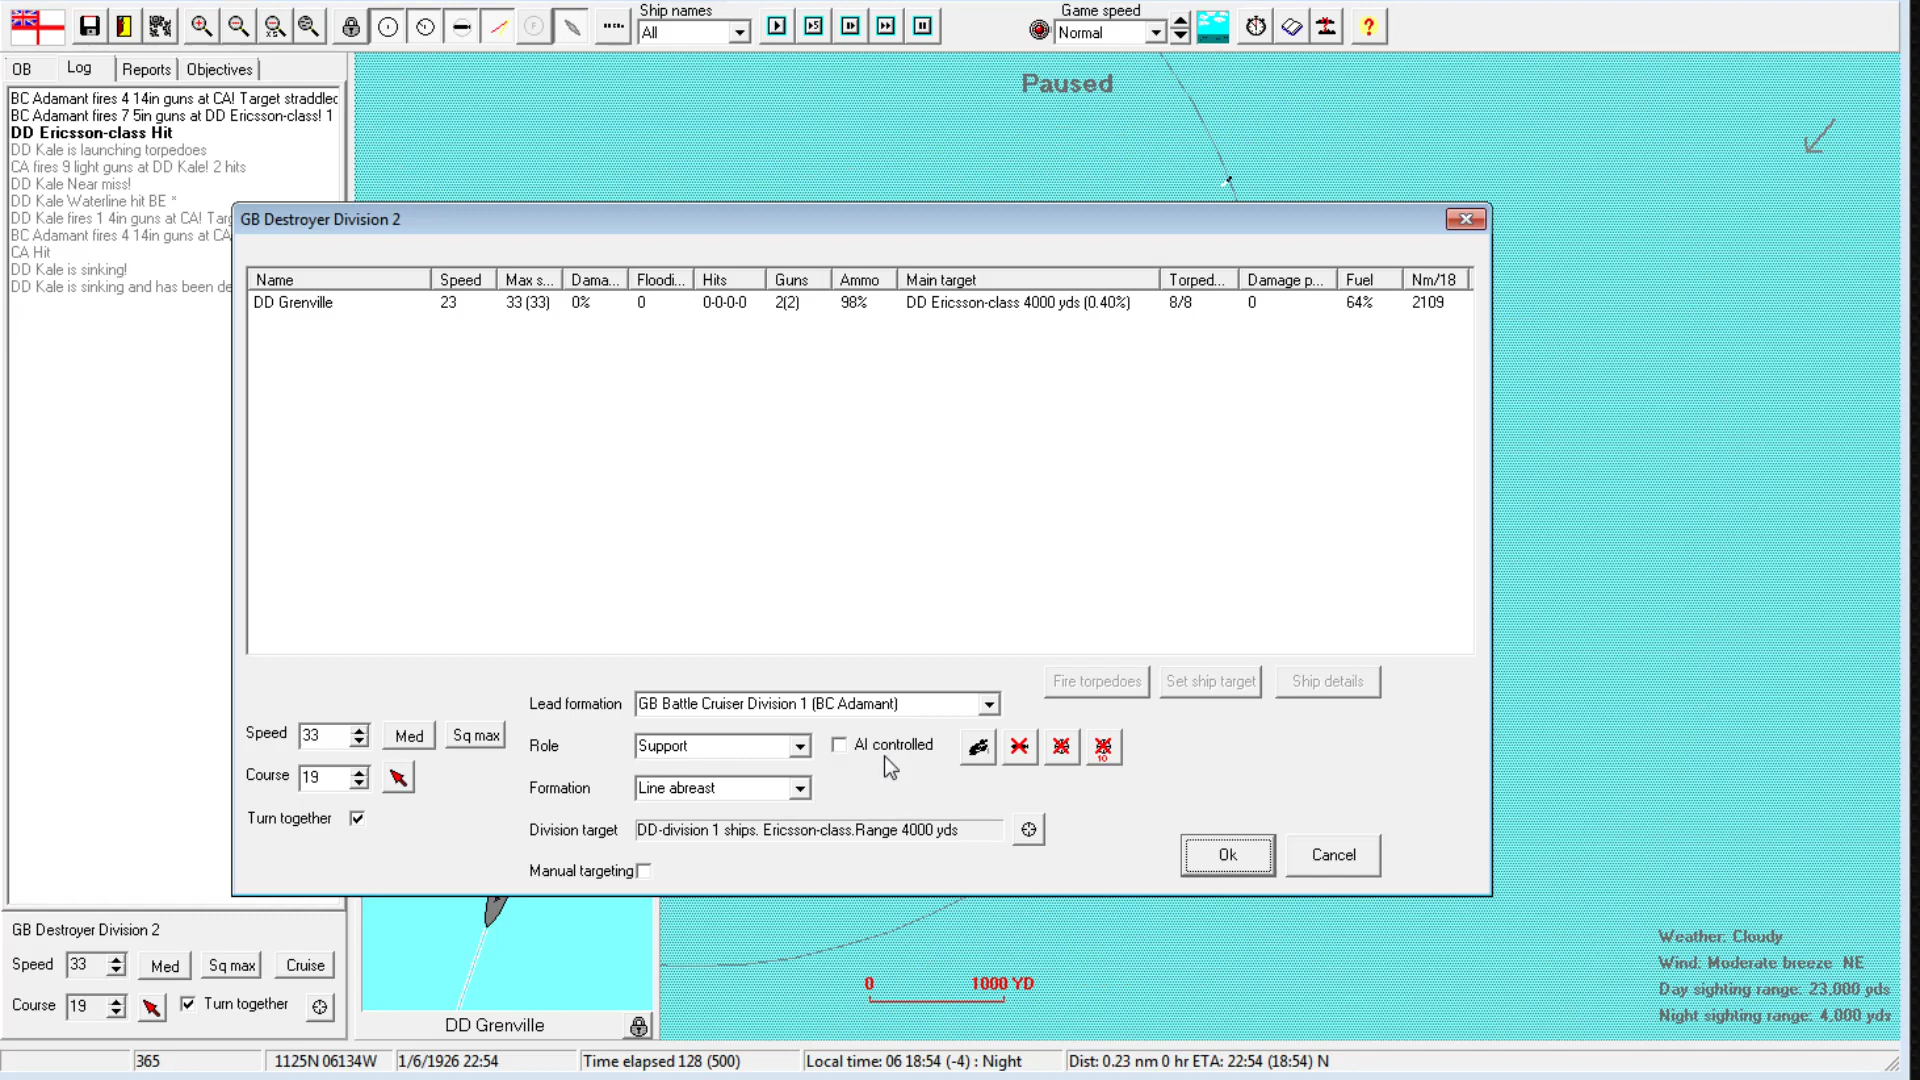 Ship names
All
Game speed
Normal
?
OB
Log
Reports
Objectives
Paused
BC Adamant fires 4 14in guns at CA! Target straddled
BC Adamant fires 7 5in guns at DD Ericsson-class! 1
DD Ericsson-class Hit
DD Kale is launching torpedoes
CA fires 9 light guns at DD Kale! 2 hits
DD Kale Near miss!
DD Kale Waterline hit BE *
DD Kale fires 1 4in guns at CA! Targ
BC Adamant fires 4 14in guns at CA
CA Hit
DD Kale is sinking!
DD Kale is sinking and has been de
GB Destroyer Division 2
Name Speed Max s... Dama... Floodi... Hits Guns Ammo Main target Torped... Damage p... Fuel Nm/18
DD Grenville 23 33 (33) 0% 0 0-0-0-0 2(2) 98% DD Ericsson-class 4000 yds (0.40%) 8/8 0 64% 2109
Fire torpedoes Set ship target Ship details
Lead formation GB Battle Cruiser Division 1 (BC Adamant)
Speed 33 Med Sq max
Role Support AI controlled
10
Course 19
Formation Line abreast
Turn together
Division target DD-division 1 ships. Ericsson-class.Range 4000 yds
Ok Cancel
Manual targeting
GB Destroyer Division 2
Speed 33 Med Sq max Cruise
Course 19 Turn together
DD Grenville
0 1000 YD
Weather: Cloudy
Wind: Moderate breeze NE
Day sighting range: 23,000 yds
Night sighting range: 4,000 yds
365 1125N 06134W 1/6/1926 22:54 Time elapsed 128 (500) Local time: 06 18:54 (-4) : Night Dist: 0.23 nm 0 hr ETA: 22:54 (18:54) N